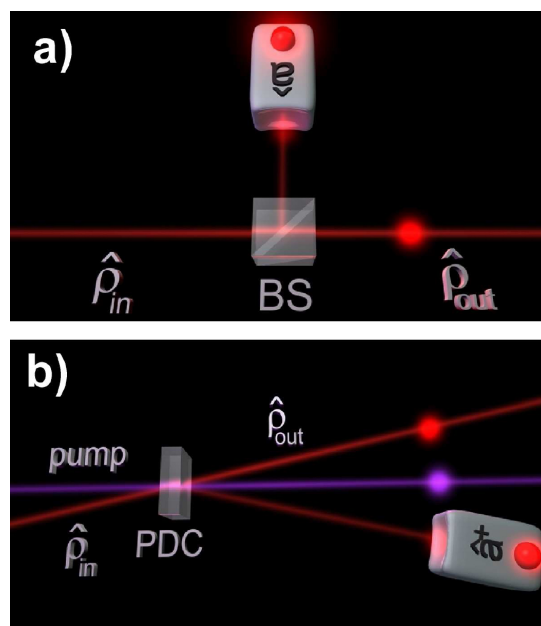 a)
â
ρ̂in
BS
ρ̂out
b)
ρ̂out
pump
ρ̂in
PDC
â†